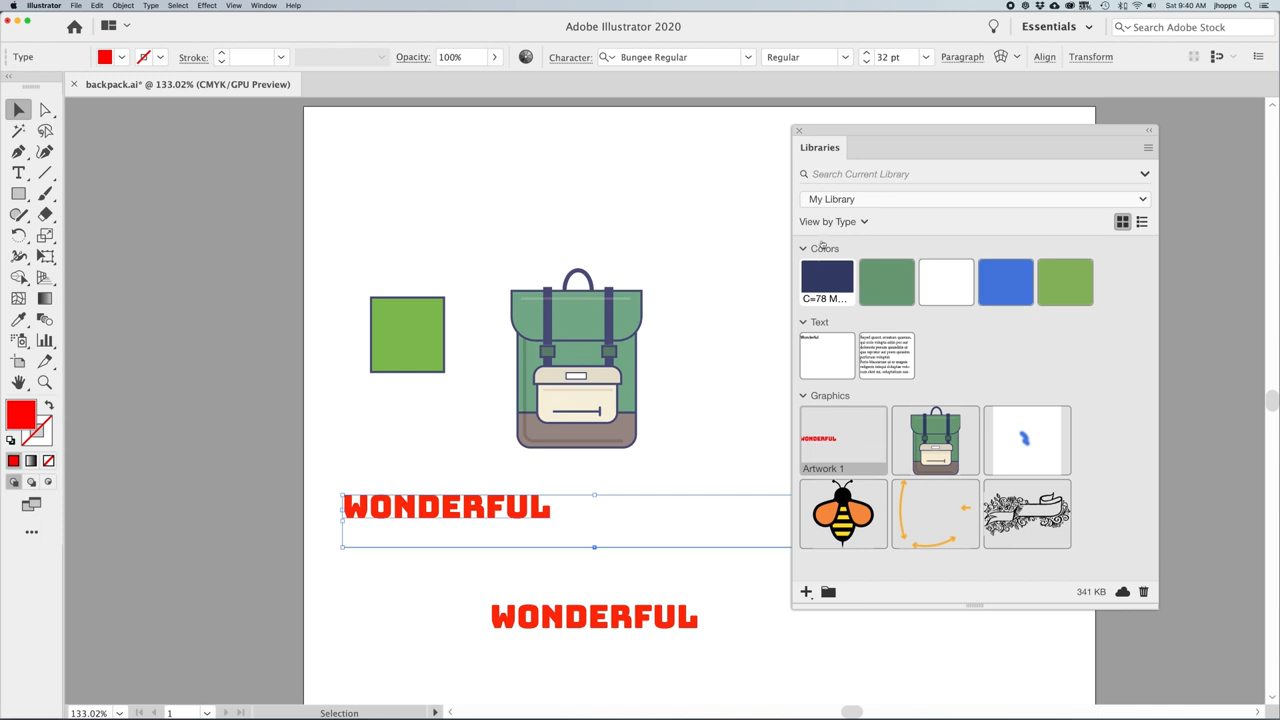 Illustrator File Edit Object Type Select Effect View Window Help
Sat 9:40 AM jhoppe
Adobe Illustrator 2020
Essentials
Search Adobe Stock
Type
Stroke:
Opacity: 100%
Character: Bungee Regular
Regular
32 pt
Paragraph
Align
Transform
backpack.ai* @ 133.02% (CMYK/GPU Preview)
Libraries
Search Current Library
My Library
View by Type
Colors
C=78 M...
Text
Wonderful
Graphics
WONDERFUL
Artwork 1
WONDERFUL
341 KB
WONDERFUL
133.02%
1
Selection